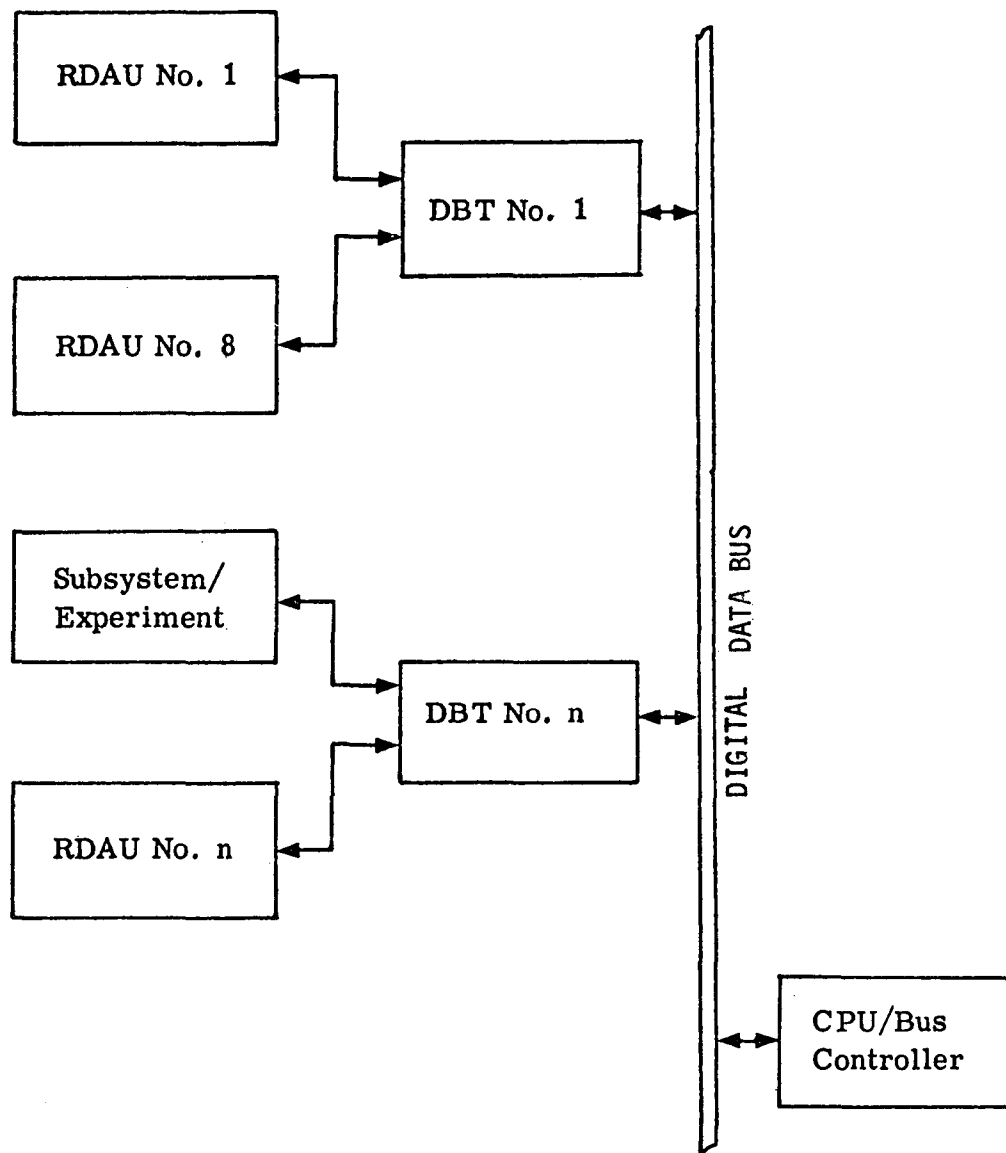 RDAU No. 1
DBT No. 1
RDAU No. 8
Subsystem/
Experiment
DBT No. n
RDAU No. n
DIGITAL DATA BUS
CPU/Bus
Controller